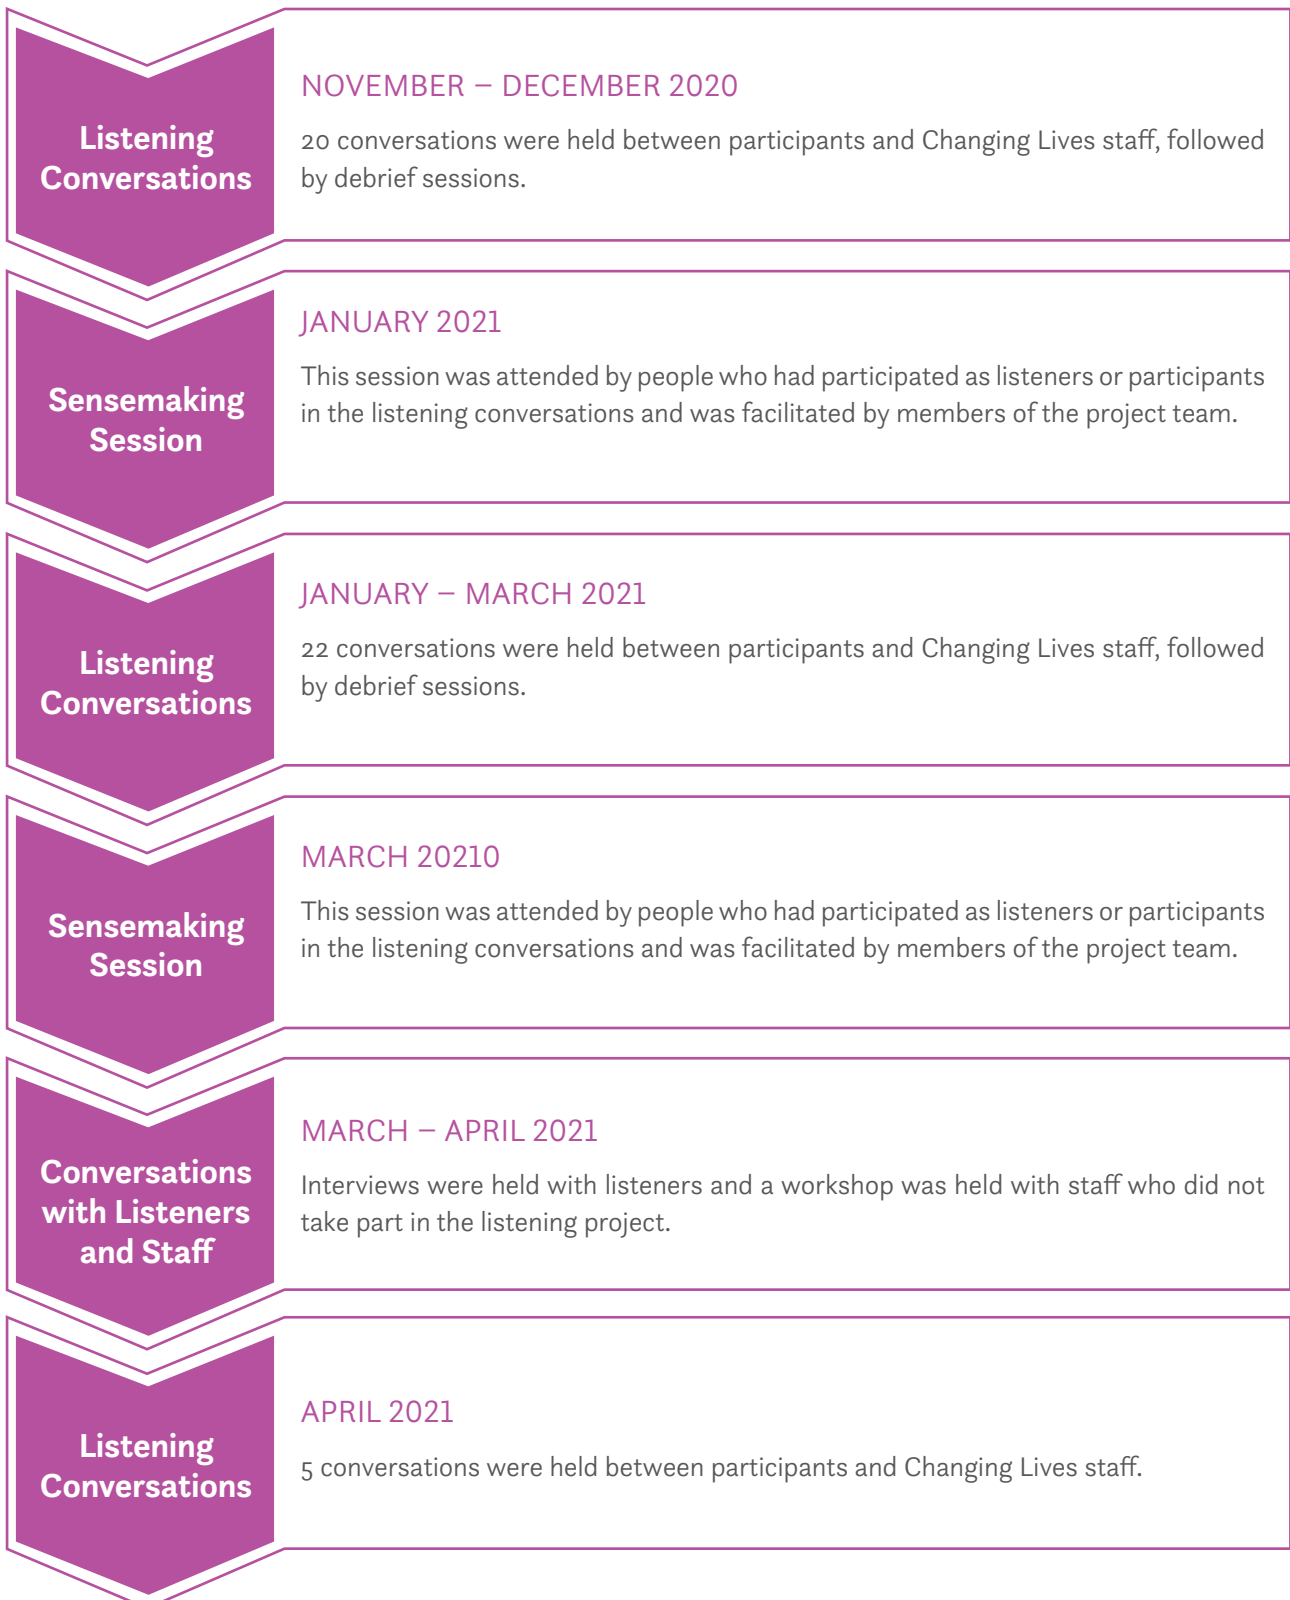 Listening
Conversations
NOVEMBER – DECEMBER 2020
20 conversations were held between participants and Changing Lives staff, followed
by debrief sessions.
Sensemaking
Session
JANUARY 2021
This session was attended by people who had participated as listeners or participants
in the listening conversations and was facilitated by members of the project team.
Listening
Conversations
JANUARY – MARCH 2021
22 conversations were held between participants and Changing Lives staff, followed
by debrief sessions.
Sensemaking
Session
MARCH 20210
This session was attended by people who had participated as listeners or participants
in the listening conversations and was facilitated by members of the project team.
Conversations
with Listeners
and Staff
MARCH – APRIL 2021
Interviews were held with listeners and a workshop was held with staff who did not
take part in the listening project.
Listening
Conversations
APRIL 2021
5 conversations were held between participants and Changing Lives staff.